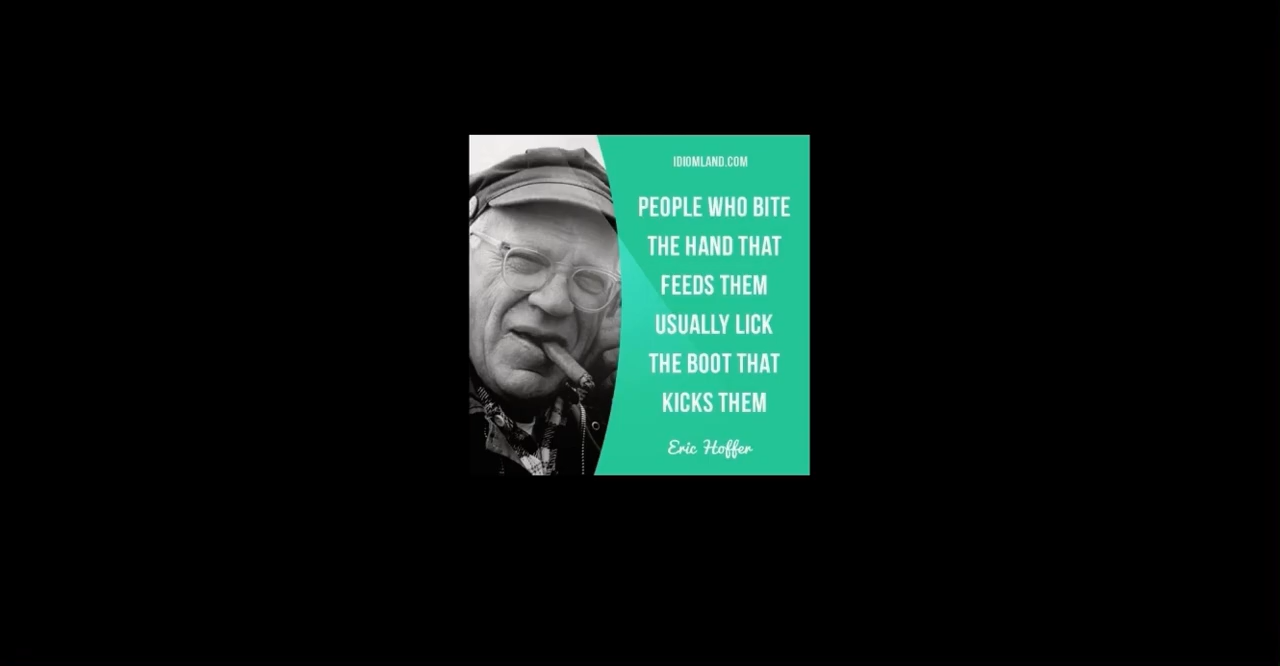 IDIOMLAND.COM
PEOPLE WHO BITE
THE HAND THAT
FEEDS THEM
USUALLY LICK
THE BOOT THAT
KICKS THEM
Eric Hoffer